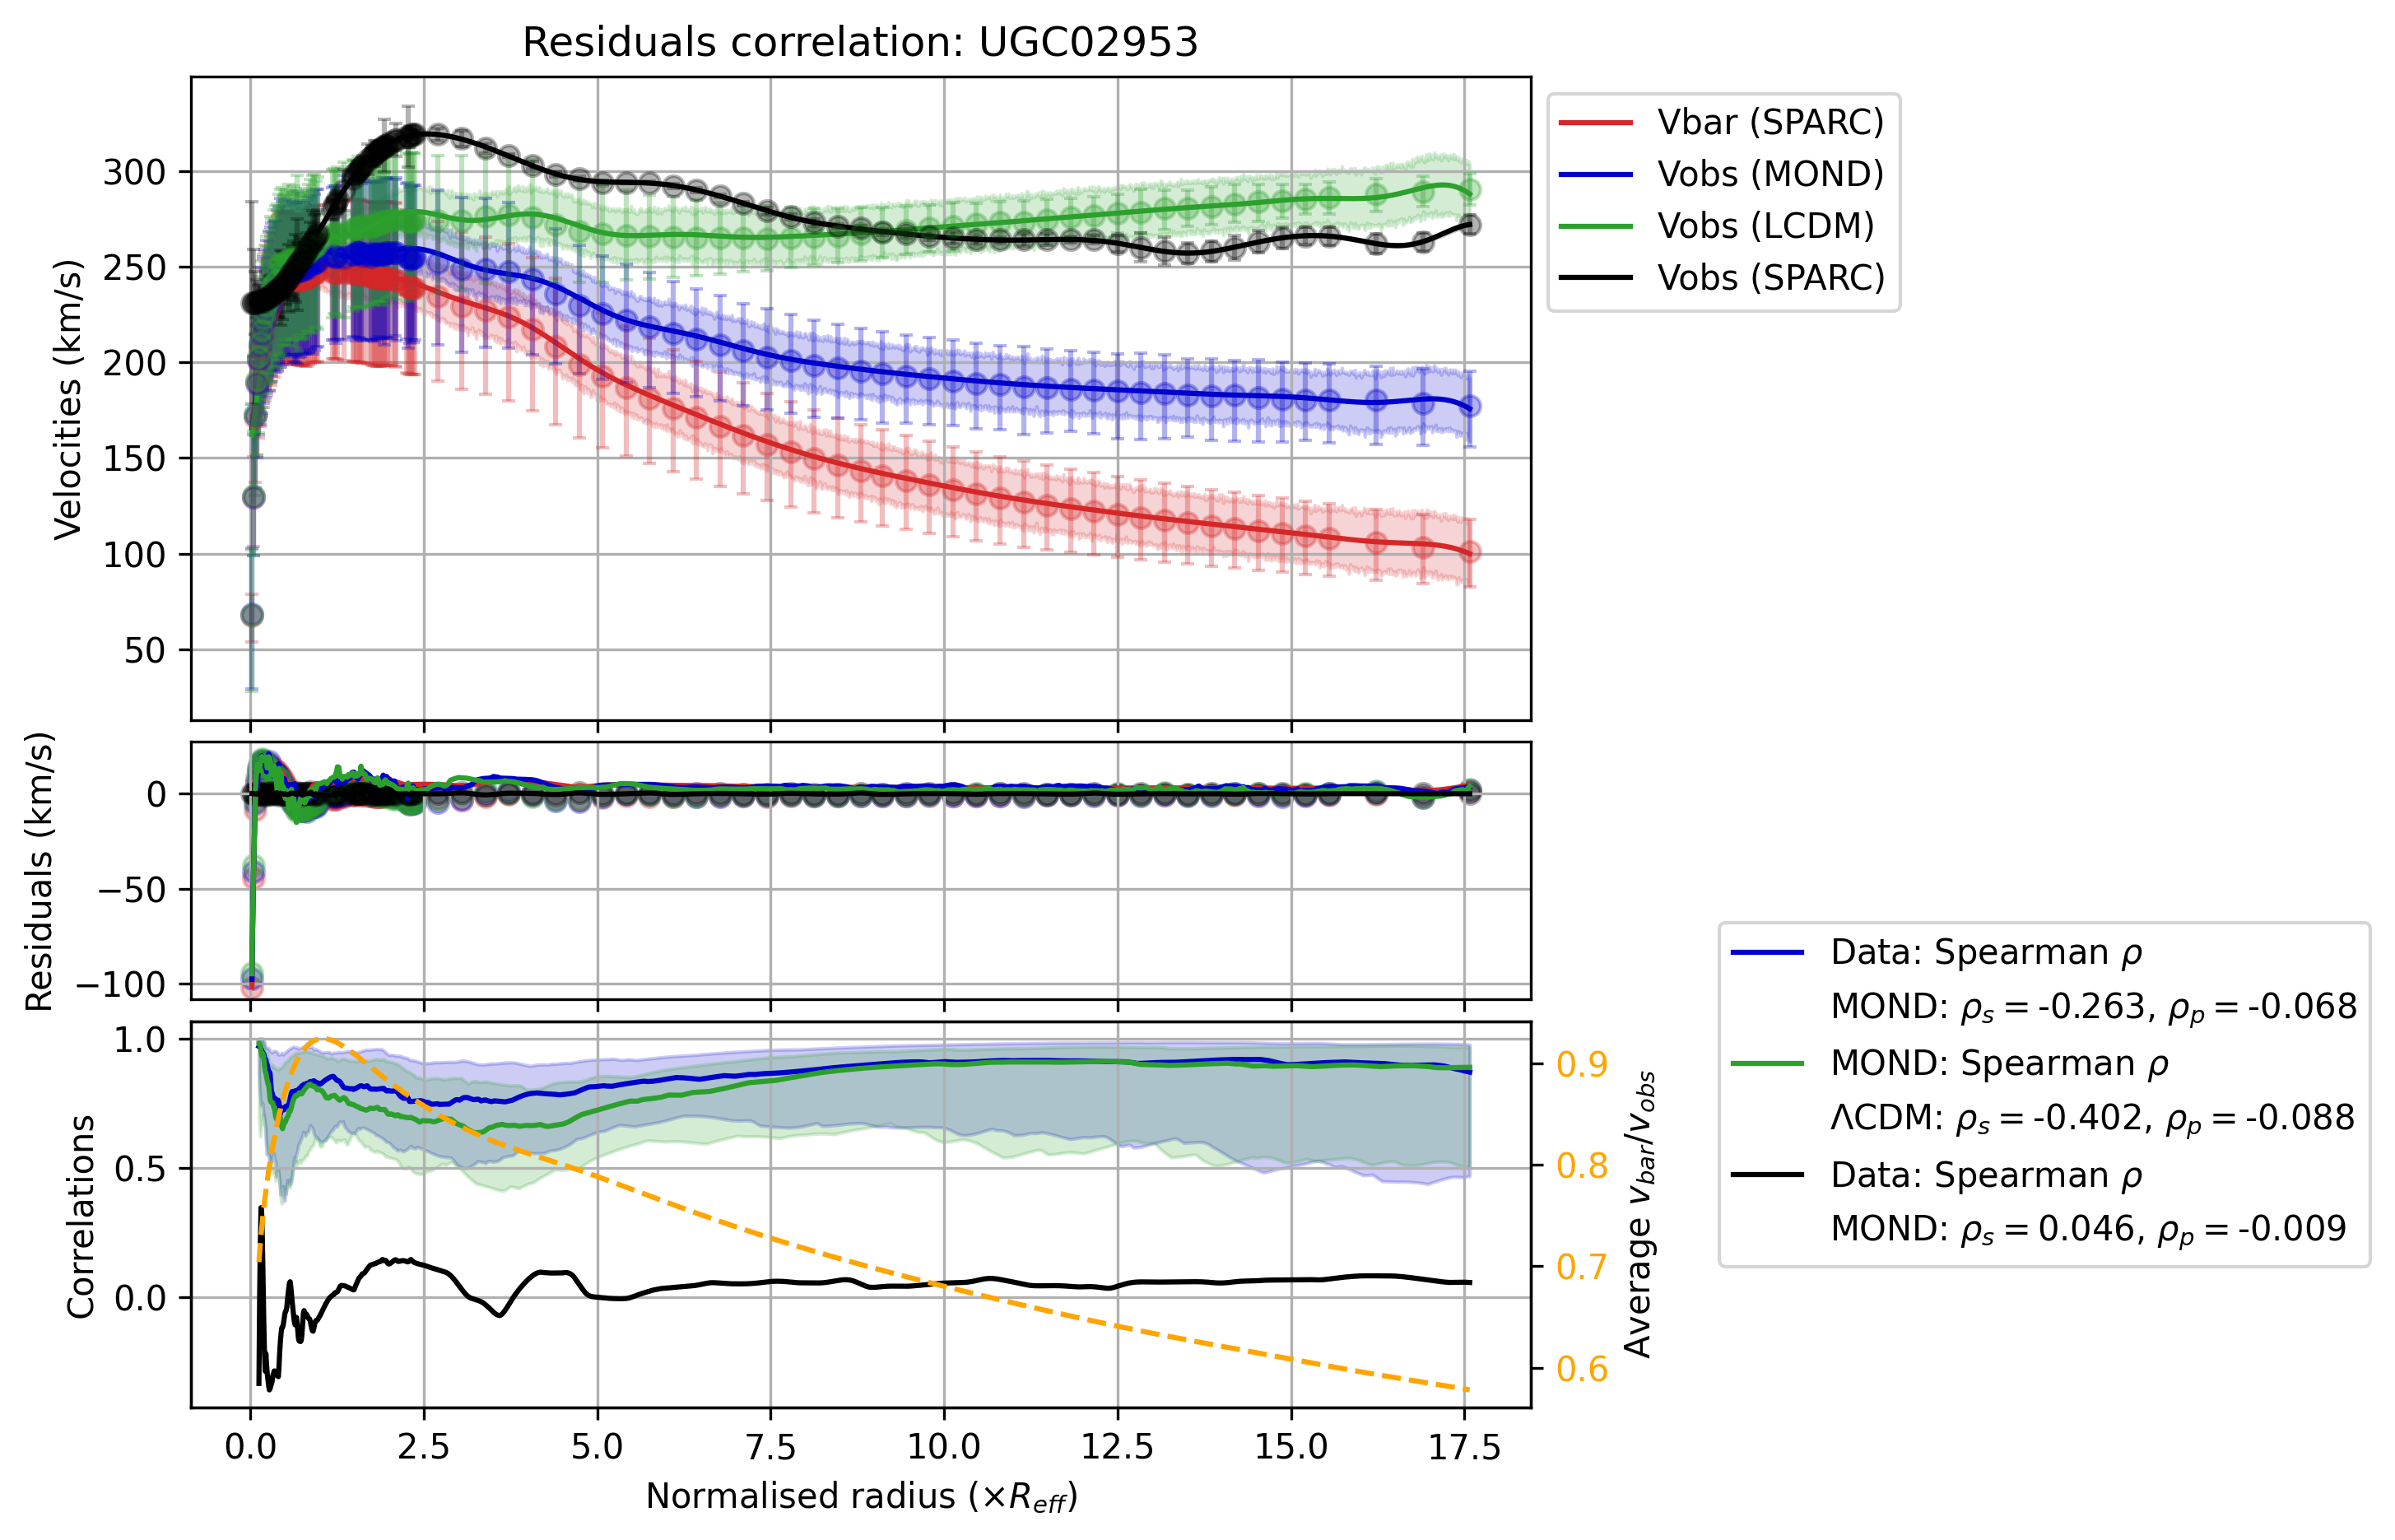 Residuals correlation: UGC02953
Velocities (km/s)
300
250
200
150
100
50
Vbar (SPARC)
Vobs (MOND)
Vobs (LCDM)
Vobs (SPARC)
Residuals (km/s)
0
−50
−100
Correlations
1.0
0.5
0.0
0.9
0.8
0.7
0.6
Average v_bar/v_obs
Data: Spearman ρ
MOND: ρ_s = -0.263, ρ_p = -0.068
MOND: Spearman ρ
ΛCDM: ρ_s = -0.402, ρ_p = -0.088
Data: Spearman ρ
MOND: ρ_s = 0.046, ρ_p = -0.009
0.0 2.5 5.0 7.5 10.0 12.5 15.0 17.5
Normalised radius (×R_eff)